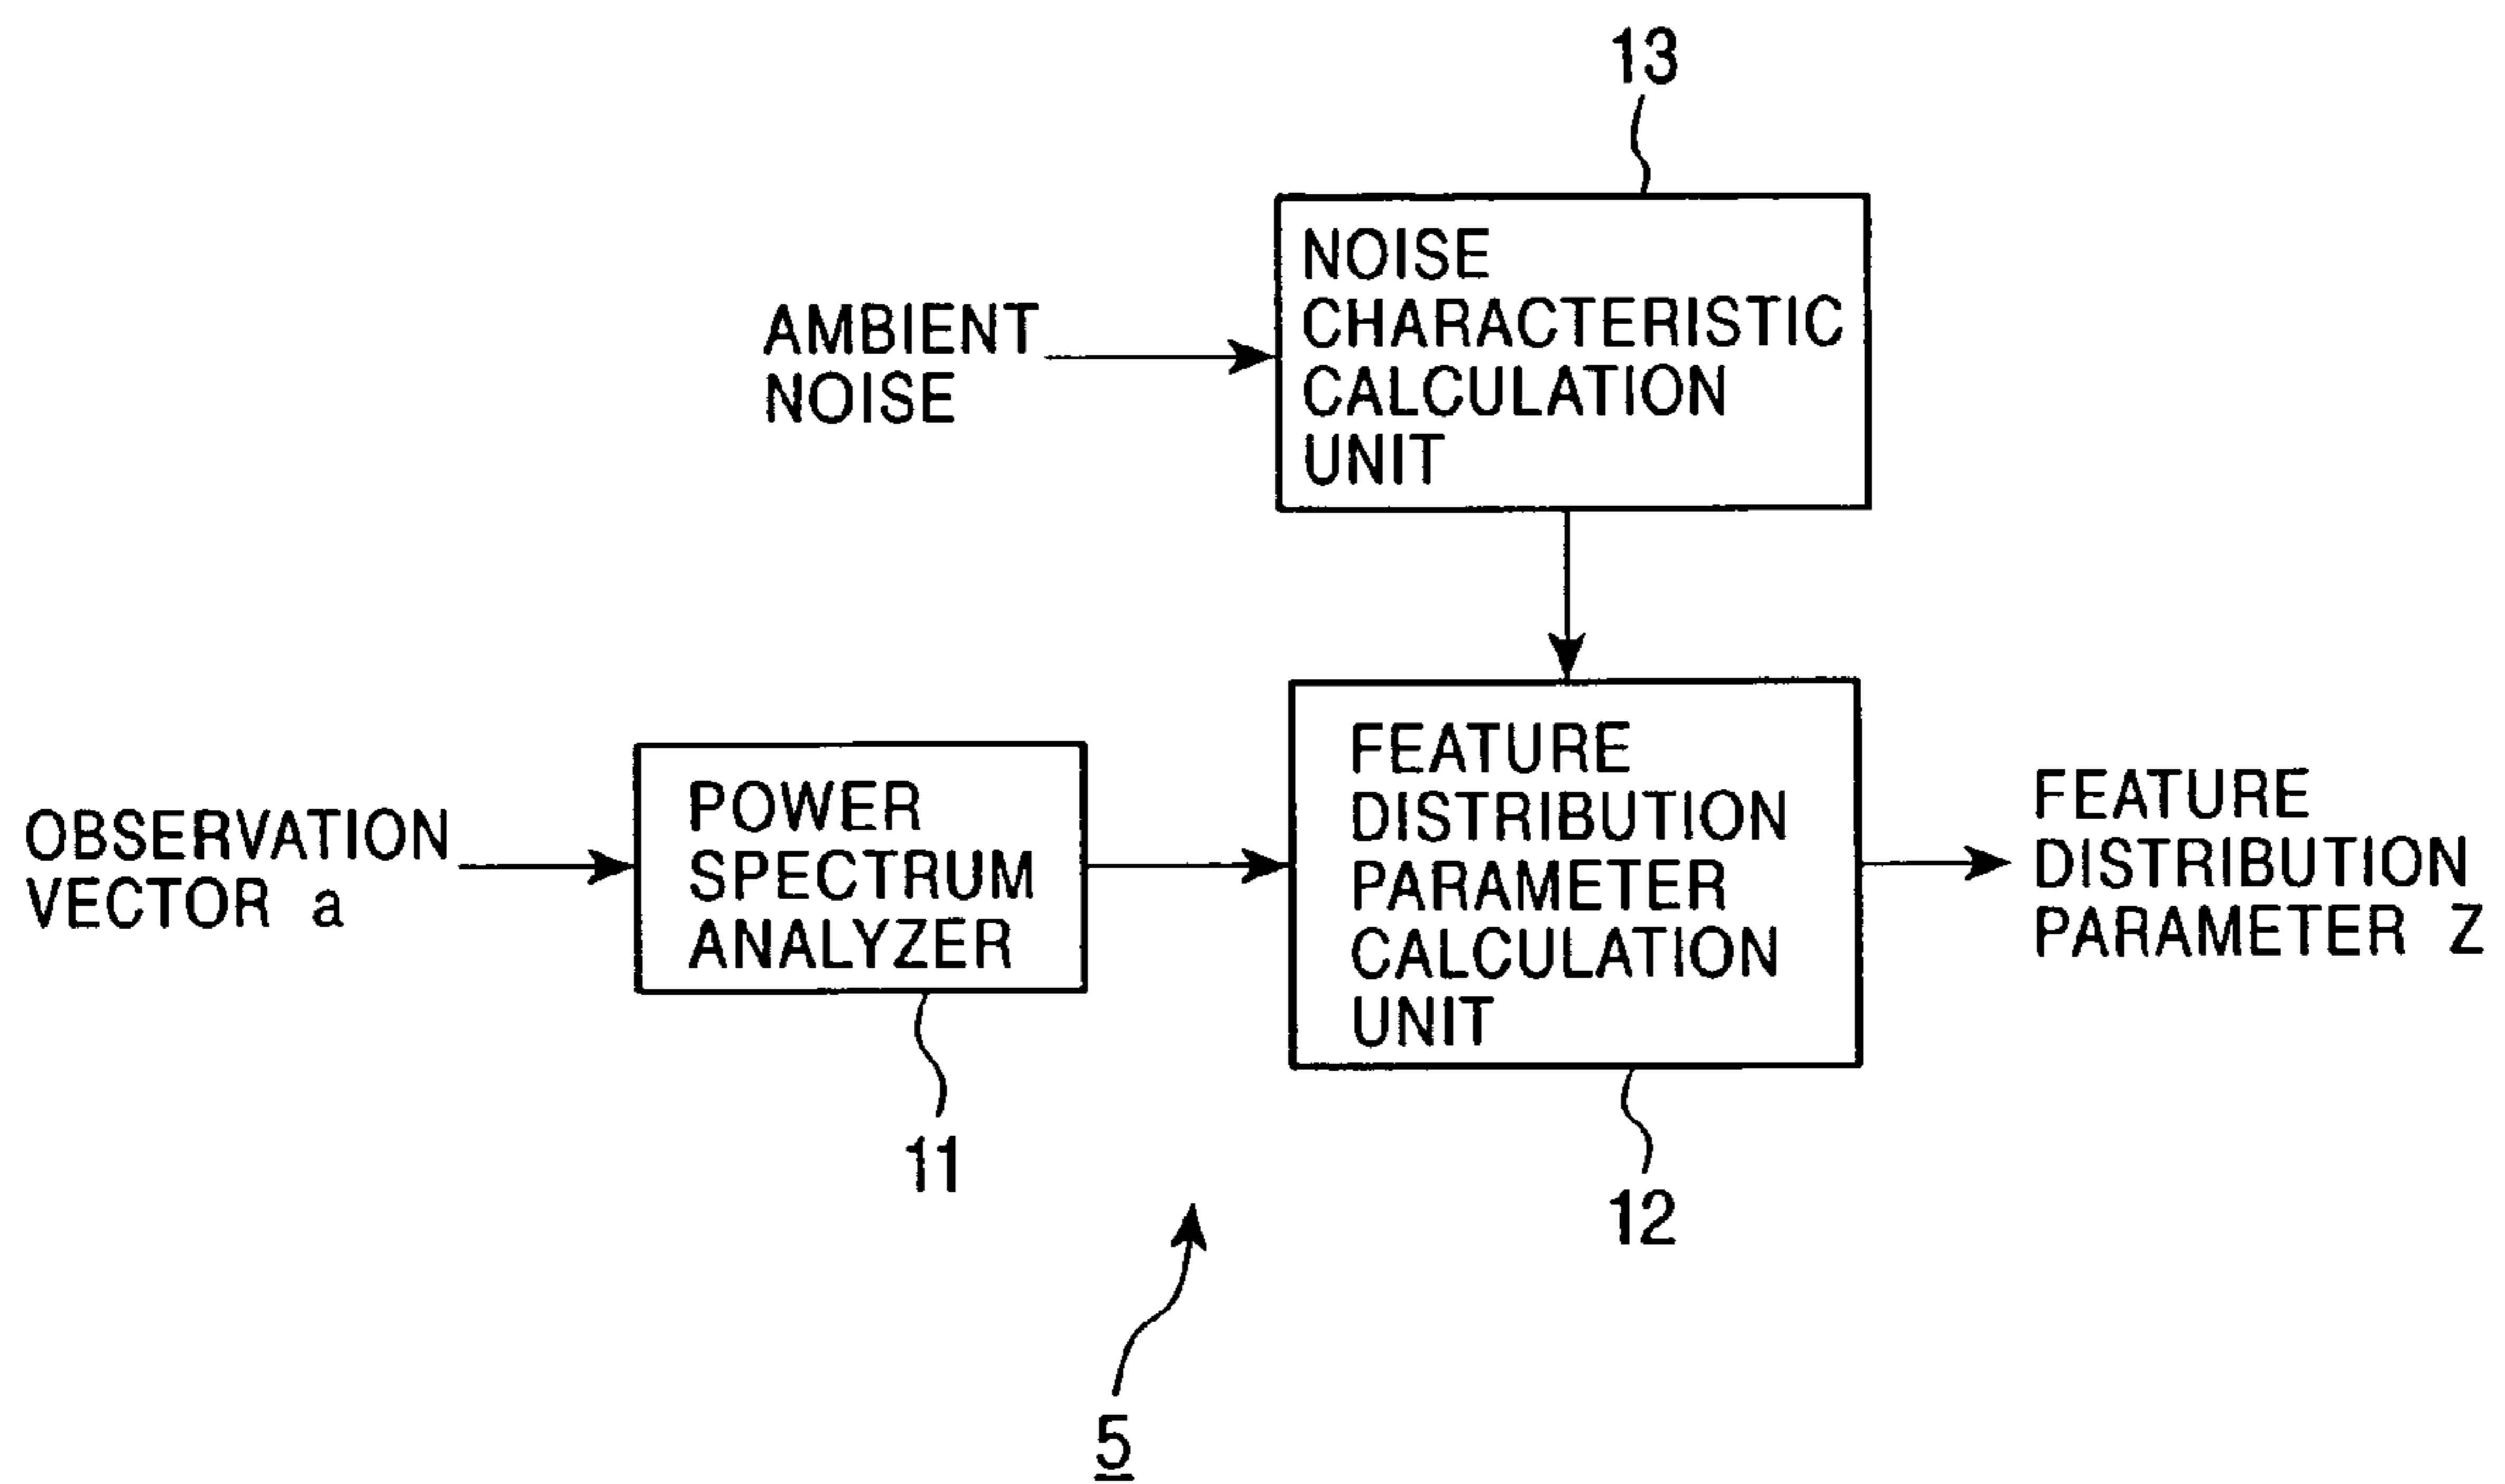 13
NOISE
CHARACTERISTIC
CALCULATION
UNIT
AMBIENT
NOISE
OBSERVATION
VECTOR a
POWER
SPECTRUM
ANALYZER
FEATURE
DISTRIBUTION
PARAMETER
CALCULATION
UNIT
FEATURE
DISTRIBUTION
PARAMETER Z
11
12
5